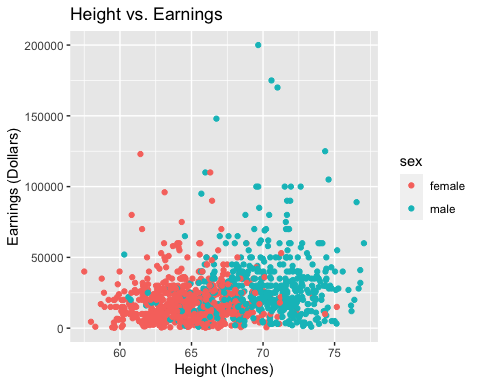 Height vs. Earnings
200000
150000
100000
50000
0
60
65
70
75
Height (Inches)
Earnings (Dollars)
sex
female
male